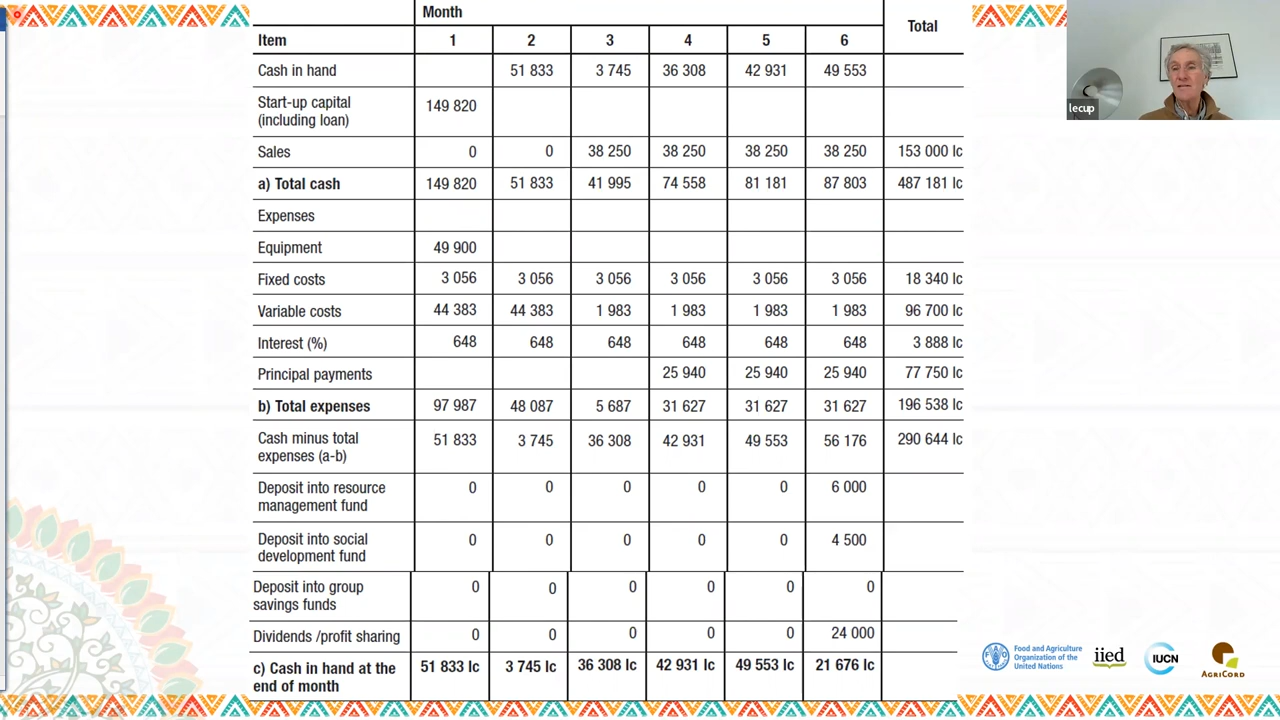 Month
Total
Item 1 2 3 4 5 6
Cash in hand 51 833 3 745 36 308 42 931 49 553
Start-up capital
(including loan) 149 820
Sales 0 0 38 250 38 250 38 250 38 250 153 000 lc
a) Total cash 149 820 51 833 41 995 74 558 81 181 87 803 487 181 lc
Expenses
Equipment 49 900
Fixed costs 3 056 3 056 3 056 3 056 3 056 3 056 18 340 lc
Variable costs 44 383 44 383 1 983 1 983 1 983 1 983 96 700 lc
Interest (%) 648 648 648 648 648 648 3 888 lc
Principal payments 25 940 25 940 25 940 77 750 lc
b) Total expenses 97 987 48 087 5 687 31 627 31 627 31 627 196 538 lc
Cash minus total
expenses (a-b) 51 833 3 745 36 308 42 931 49 553 56 176 290 644 lc
Deposit into resource
management fund 0 0 0 0 0 6 000
Deposit into social
development fund 0 0 0 0 0 4 500
Deposit into group
savings funds 0 0 0 0 0 0
Dividends /profit sharing 0 0 0 0 0 24 000
c) Cash in hand at the
end of month 51 833 lc 3 745 lc 36 308 lc 42 931 lc 49 553 lc 21 676 lc
lecup
FAO
Food and Agriculture
Organization of the
United Nations
iied
IUCN
AGRICORD